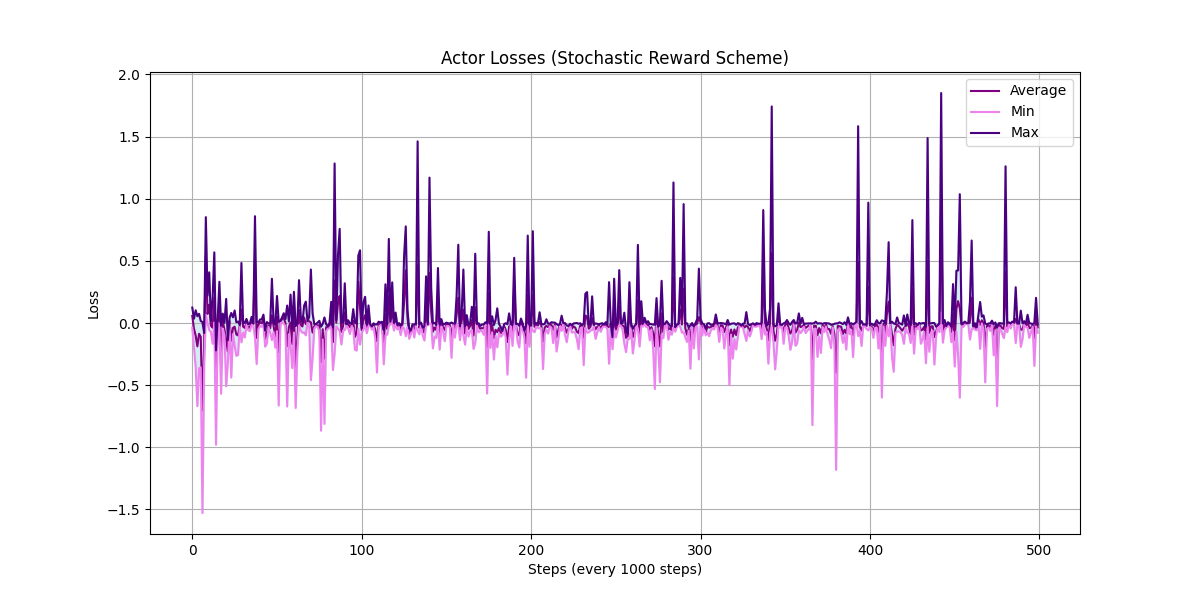 Actor Losses (Stochastic Reward Scheme)
2.0
1.5
1.0
0.5
0.0
−0.5
−1.0
−1.5
Loss
Average
Min
Max
0 100 200 300 400 500
Steps (every 1000 steps)